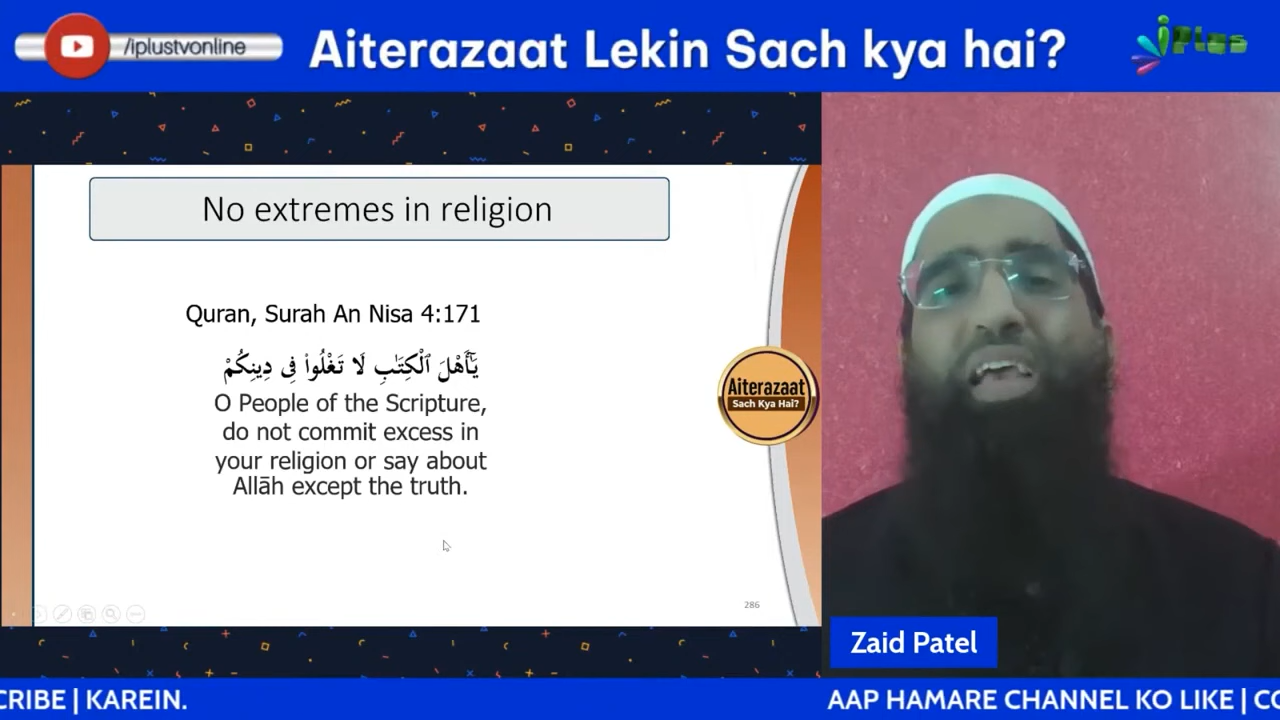 /iplustvonline
Aiterazaat Lekin Sach kya hai?
iPlus
No extremes in religion
Quran, Surah An Nisa 4:171
يَٰٓأَهْلَ ٱلْكِتَٰبِ لَا تَغْلُوا۟ فِى دِينِكُمْ
O People of the Scripture,
do not commit excess in
your religion or say about
Allāh except the truth.
Aiterazaat
Sach Kya Hai?
286
Zaid Patel
CRIBE | KAREIN.
AAP HAMARE CHANNEL KO LIKE | CO